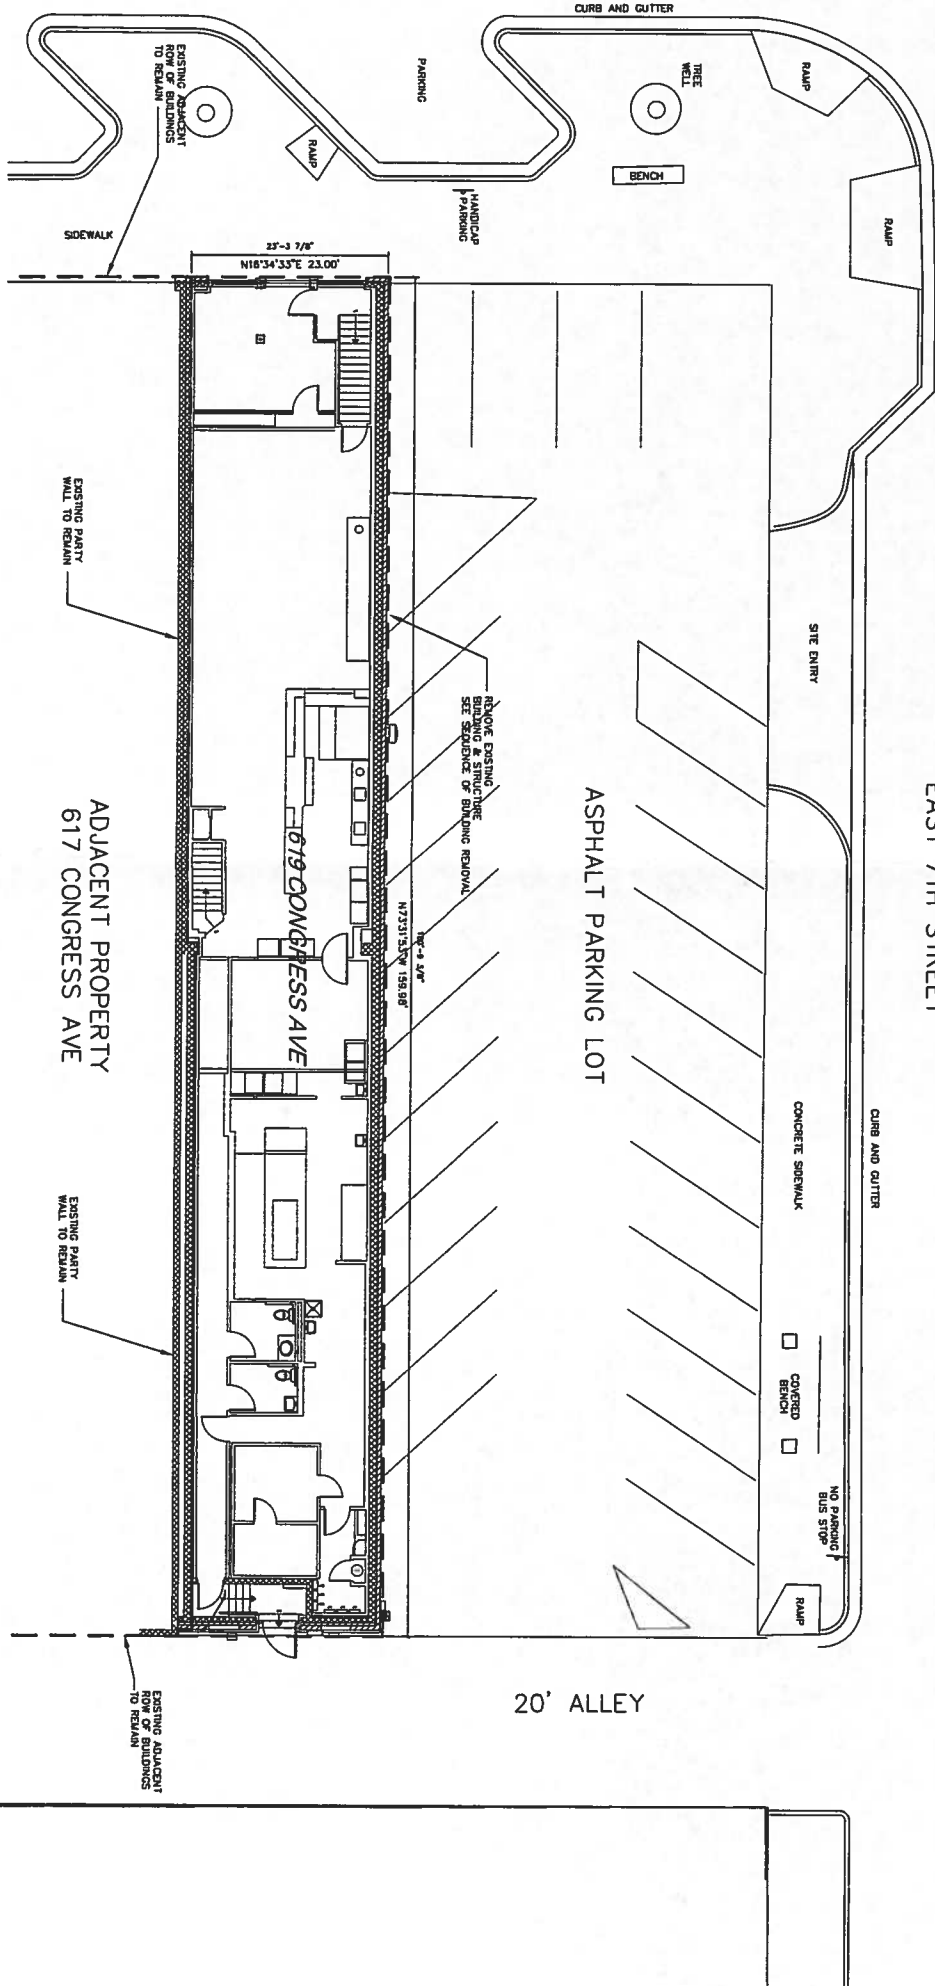 CURB AND GUTTER
RAMP
TREE
WELL
PARKING
EXISTING ADJACENT
ROW OF BUILDINGS
TO REMAIN
RAMP
BENCH
RAMP
HANDICAP
PARKING
SIDEWALK
23'-3 7/8"
N16°34'33"E 23.00'
EXISTING PARTY
WALL TO REMAIN
SITE ENTRY
REMOVE EXISTING
BUILDING & STRUCTURE
SEE SEQUENCE OF BUILDING REMOVAL
EAST 7TH STREET
ASPHALT PARKING LOT
619 CONGRESS AVE
ADJACENT PROPERTY
617 CONGRESS AVE
159.98'
CONCRETE SIDEWALK
CURB AND GUTTER
EXISTING PARTY
WALL TO REMAIN
COVERED
BENCH
NO PARKING
BUS STOP
RAMP
20' ALLEY
EXISTING ADJACENT
ROW OF BUILDINGS
TO REMAIN